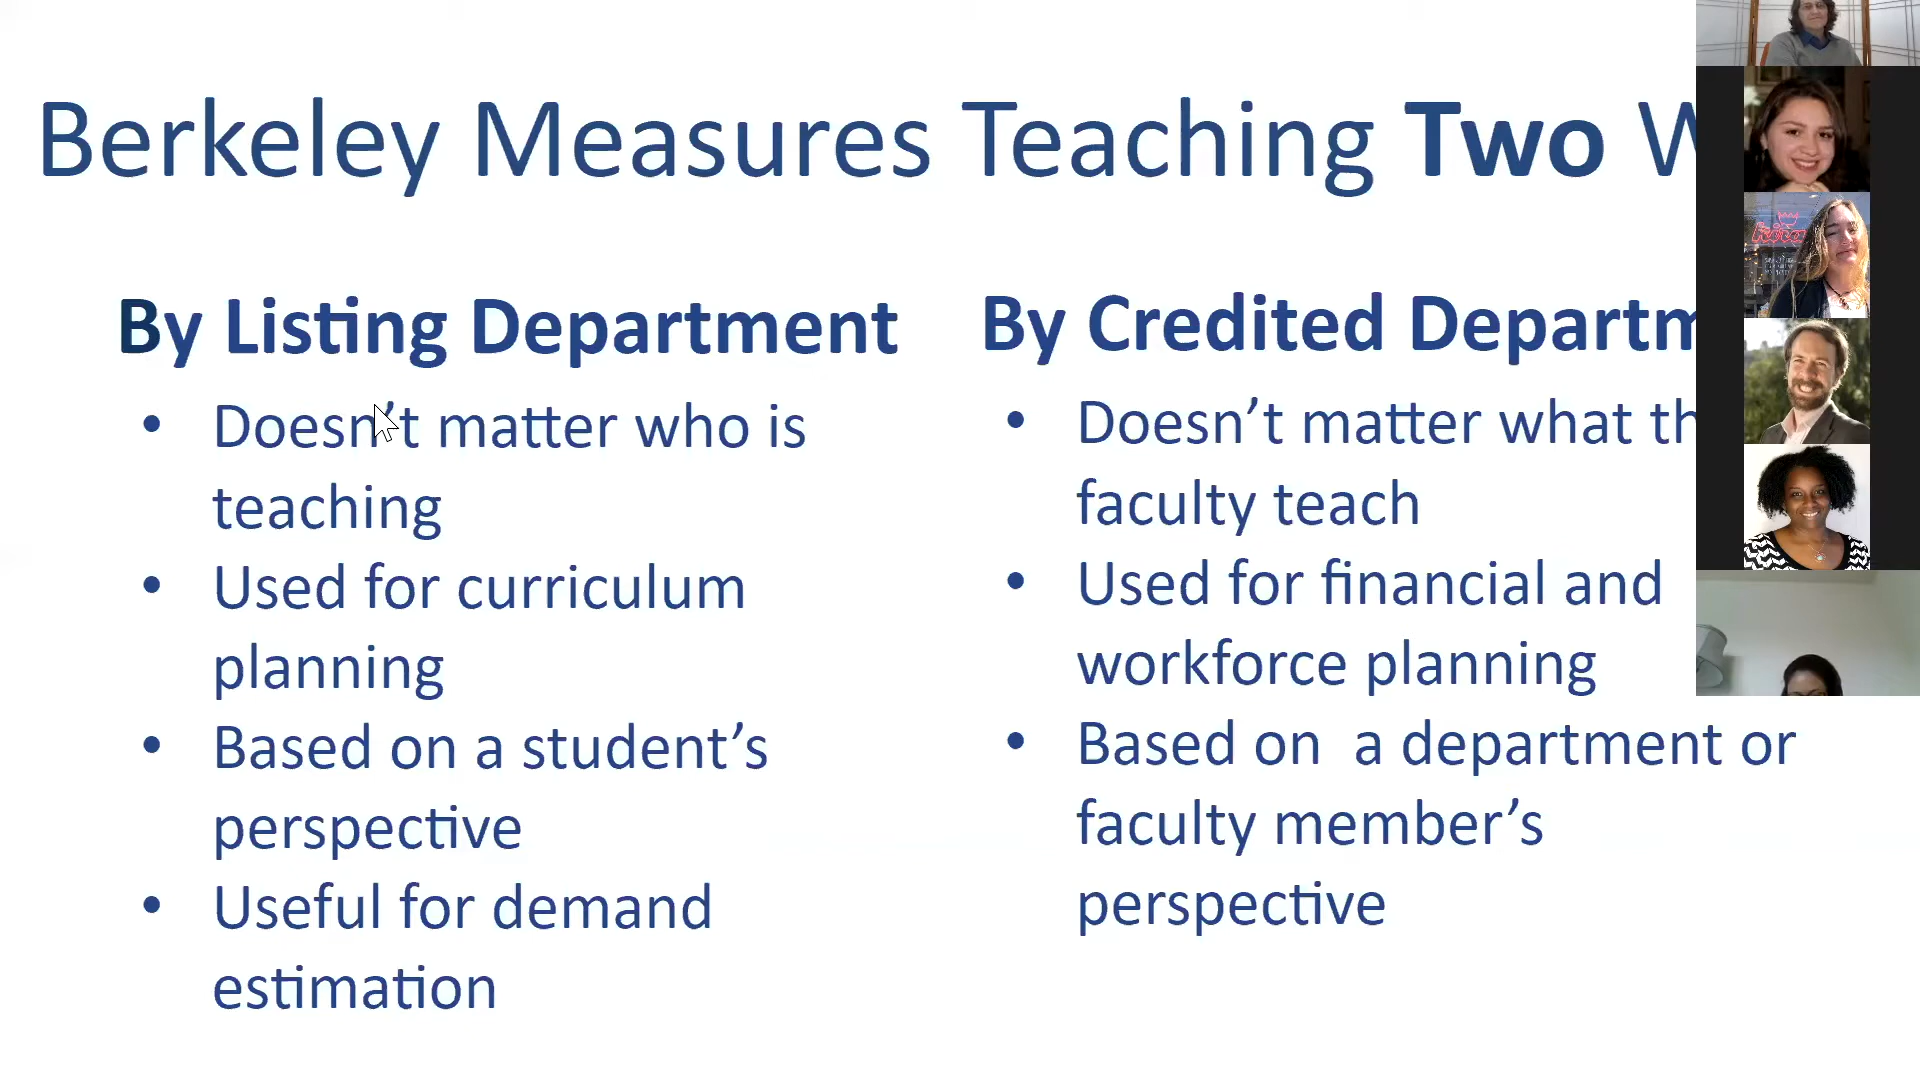 Berkeley Measures Teaching Two W
By Listing Department
• Doesn’t matter who is
teaching
• Used for curriculum
planning
• Based on a student’s
perspective
• Useful for demand
estimation
By Credited Departm
• Doesn’t matter what th
faculty teach
• Used for financial and
workforce planning
• Based on  a department or
faculty member’s
perspective